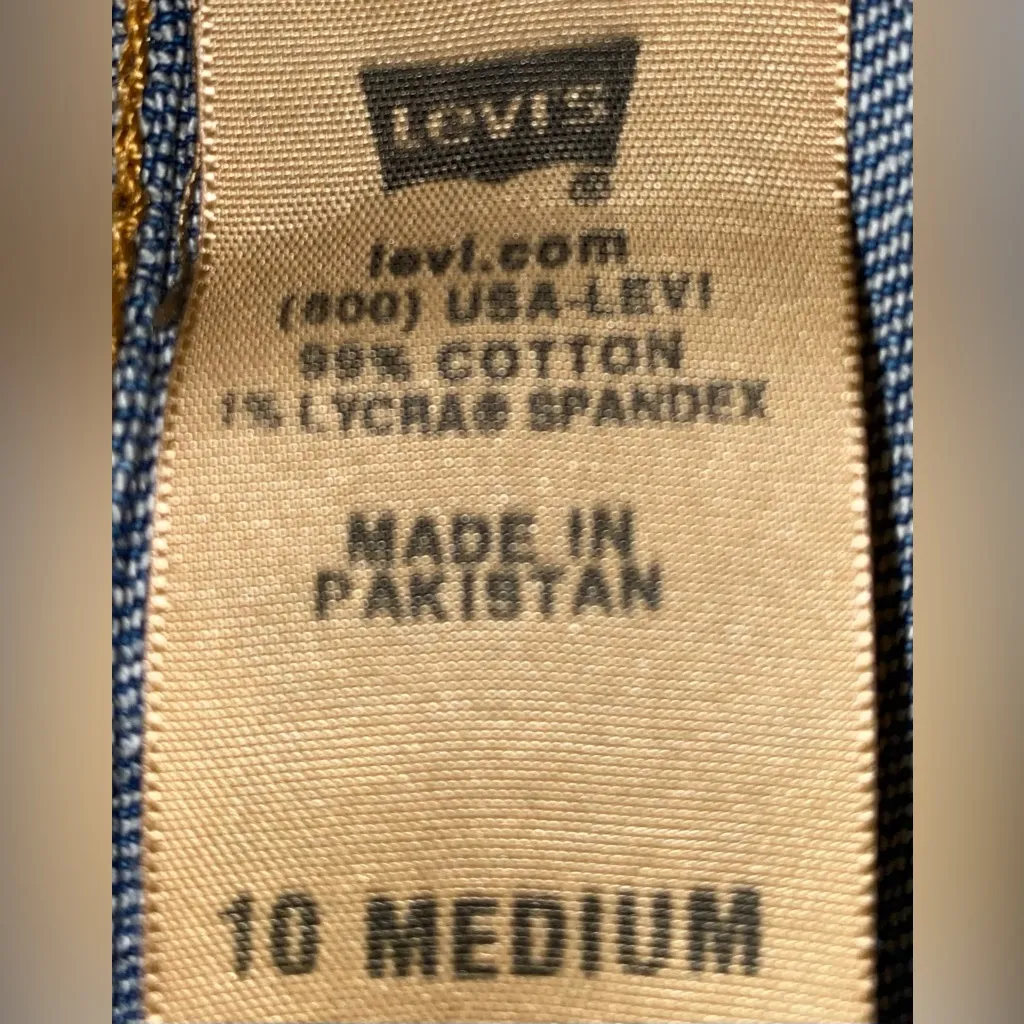 Levi's
®
levi.com
(800) USA-LEVI
99% COTTON
1% LYCRA® SPANDEX
MADE IN
PAKISTAN
10 MEDIUM